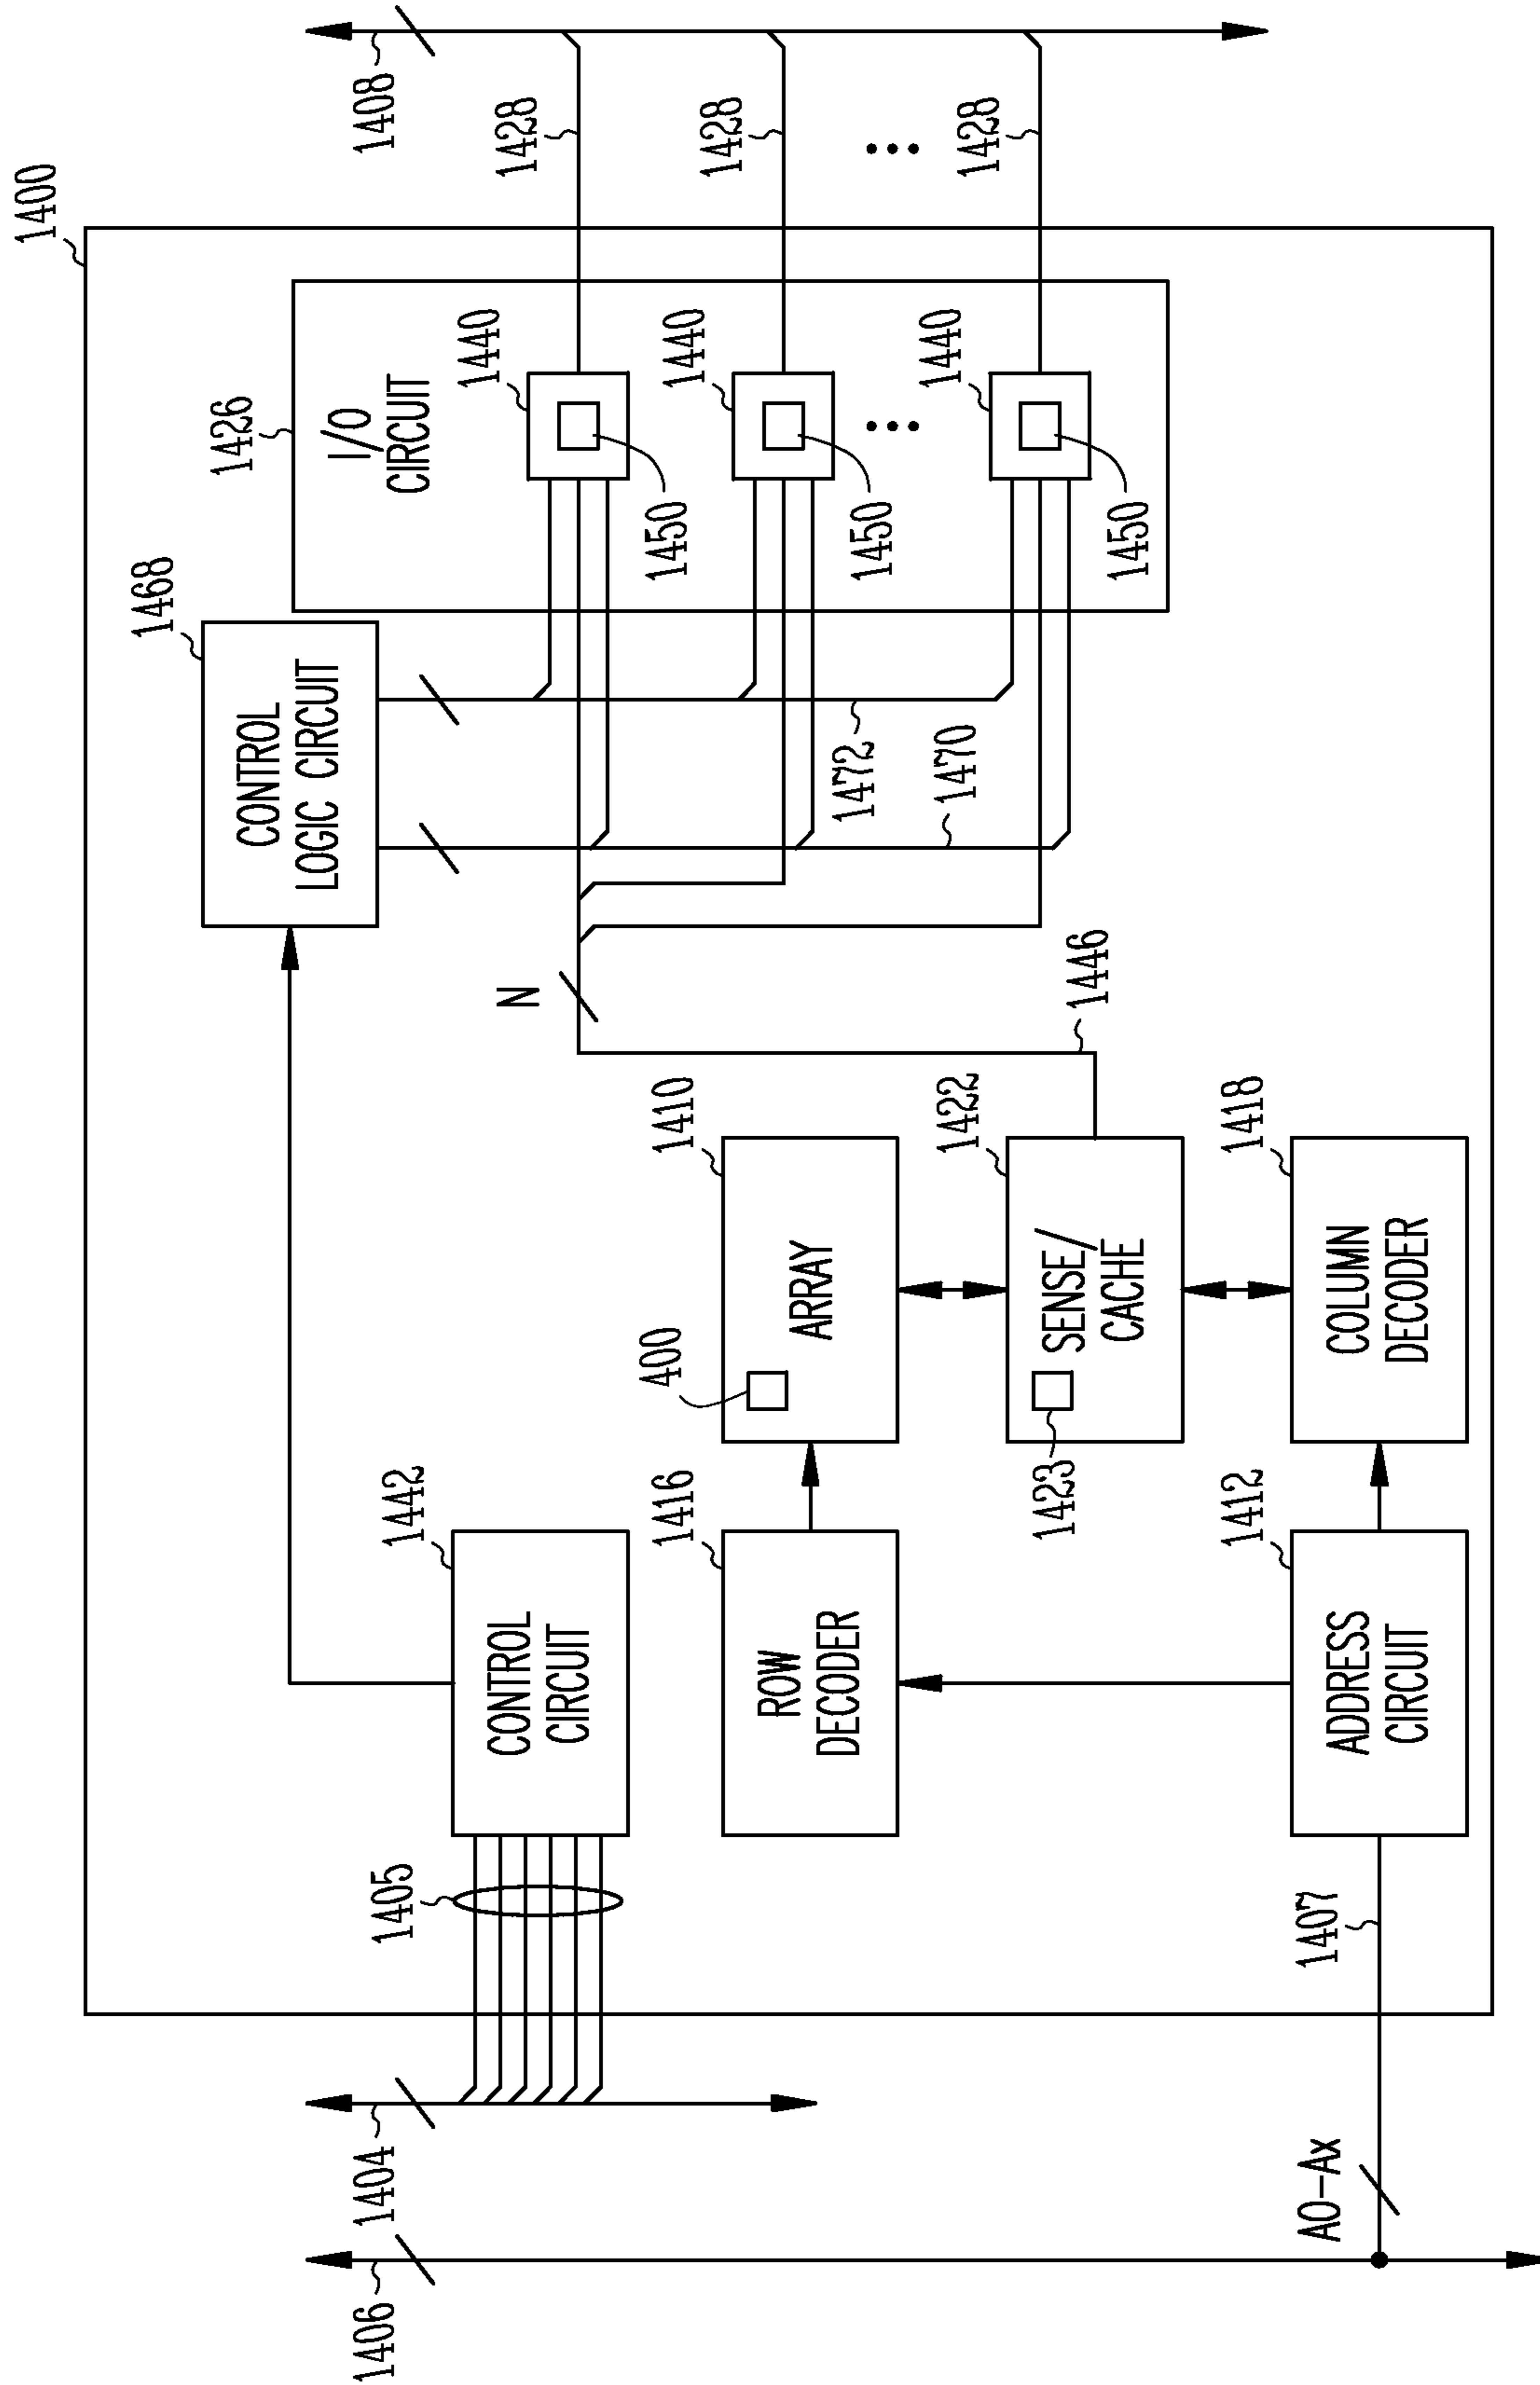 1400
1468
1426
CONTROL
LOGIC CIRCUIT
I/O
CIRCUIT
1406
1404
1408
1405
1442
1440
CONTROL
CIRCUIT
N
1428
400
1450
1416
1410
1440
1428
ROW
DECODER
ARRAY
1472
1450
1440
1422
1470
1428
1423
SENSE/
CACHE
1446
1450
1412
1418
A0–Ax
1407
ADDRESS
CIRCUIT
COLUMN
DECODER